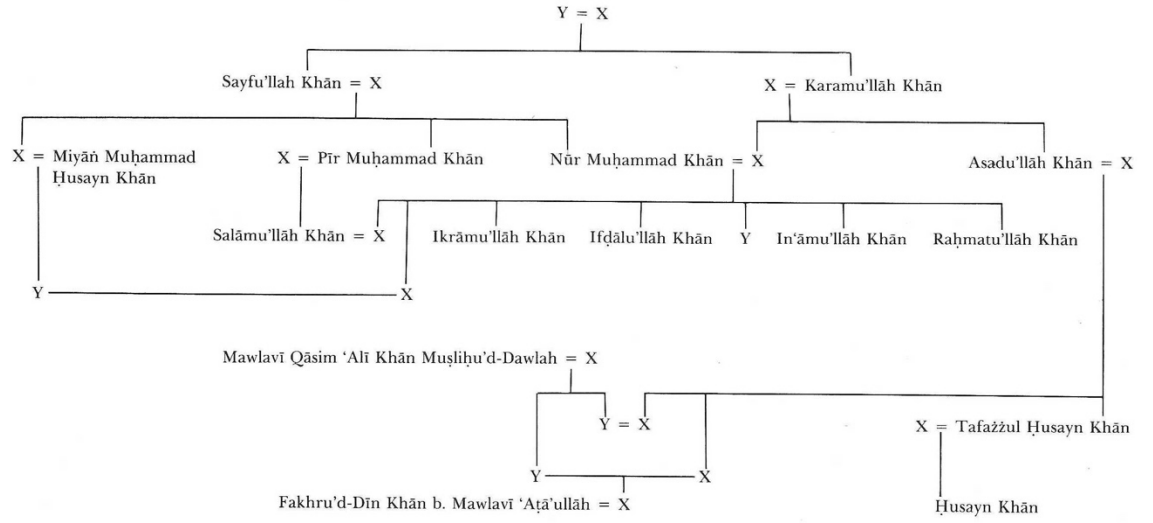 Y = X
Sayfu’llah Khān = X
X = Karamu’llāh Khān
X = Miyāṅ Muḥammad Ḥusayn Khān
X = Pīr Muḥammad Khān
Nūr Muḥammad Khān = X
Asadu’llāh Khān = X
Salāmu’llāh Khān = X
Ikrāmu’llāh Khān
Ifḍālu’llāh Khān
Y
In‘āmu’llāh Khān
Raḥmatu’llāh Khān
Y
X
Mawlavī Qāsim ‘Alī Khān Muṣliḥu’d-Dawlah = X
Y = X
X = Tafażżul Ḥusayn Khān
Y
X
Fakhru’d-Dīn Khān b. Mawlavī ‘Aṭā’ullāh = X
Ḥusayn Khān